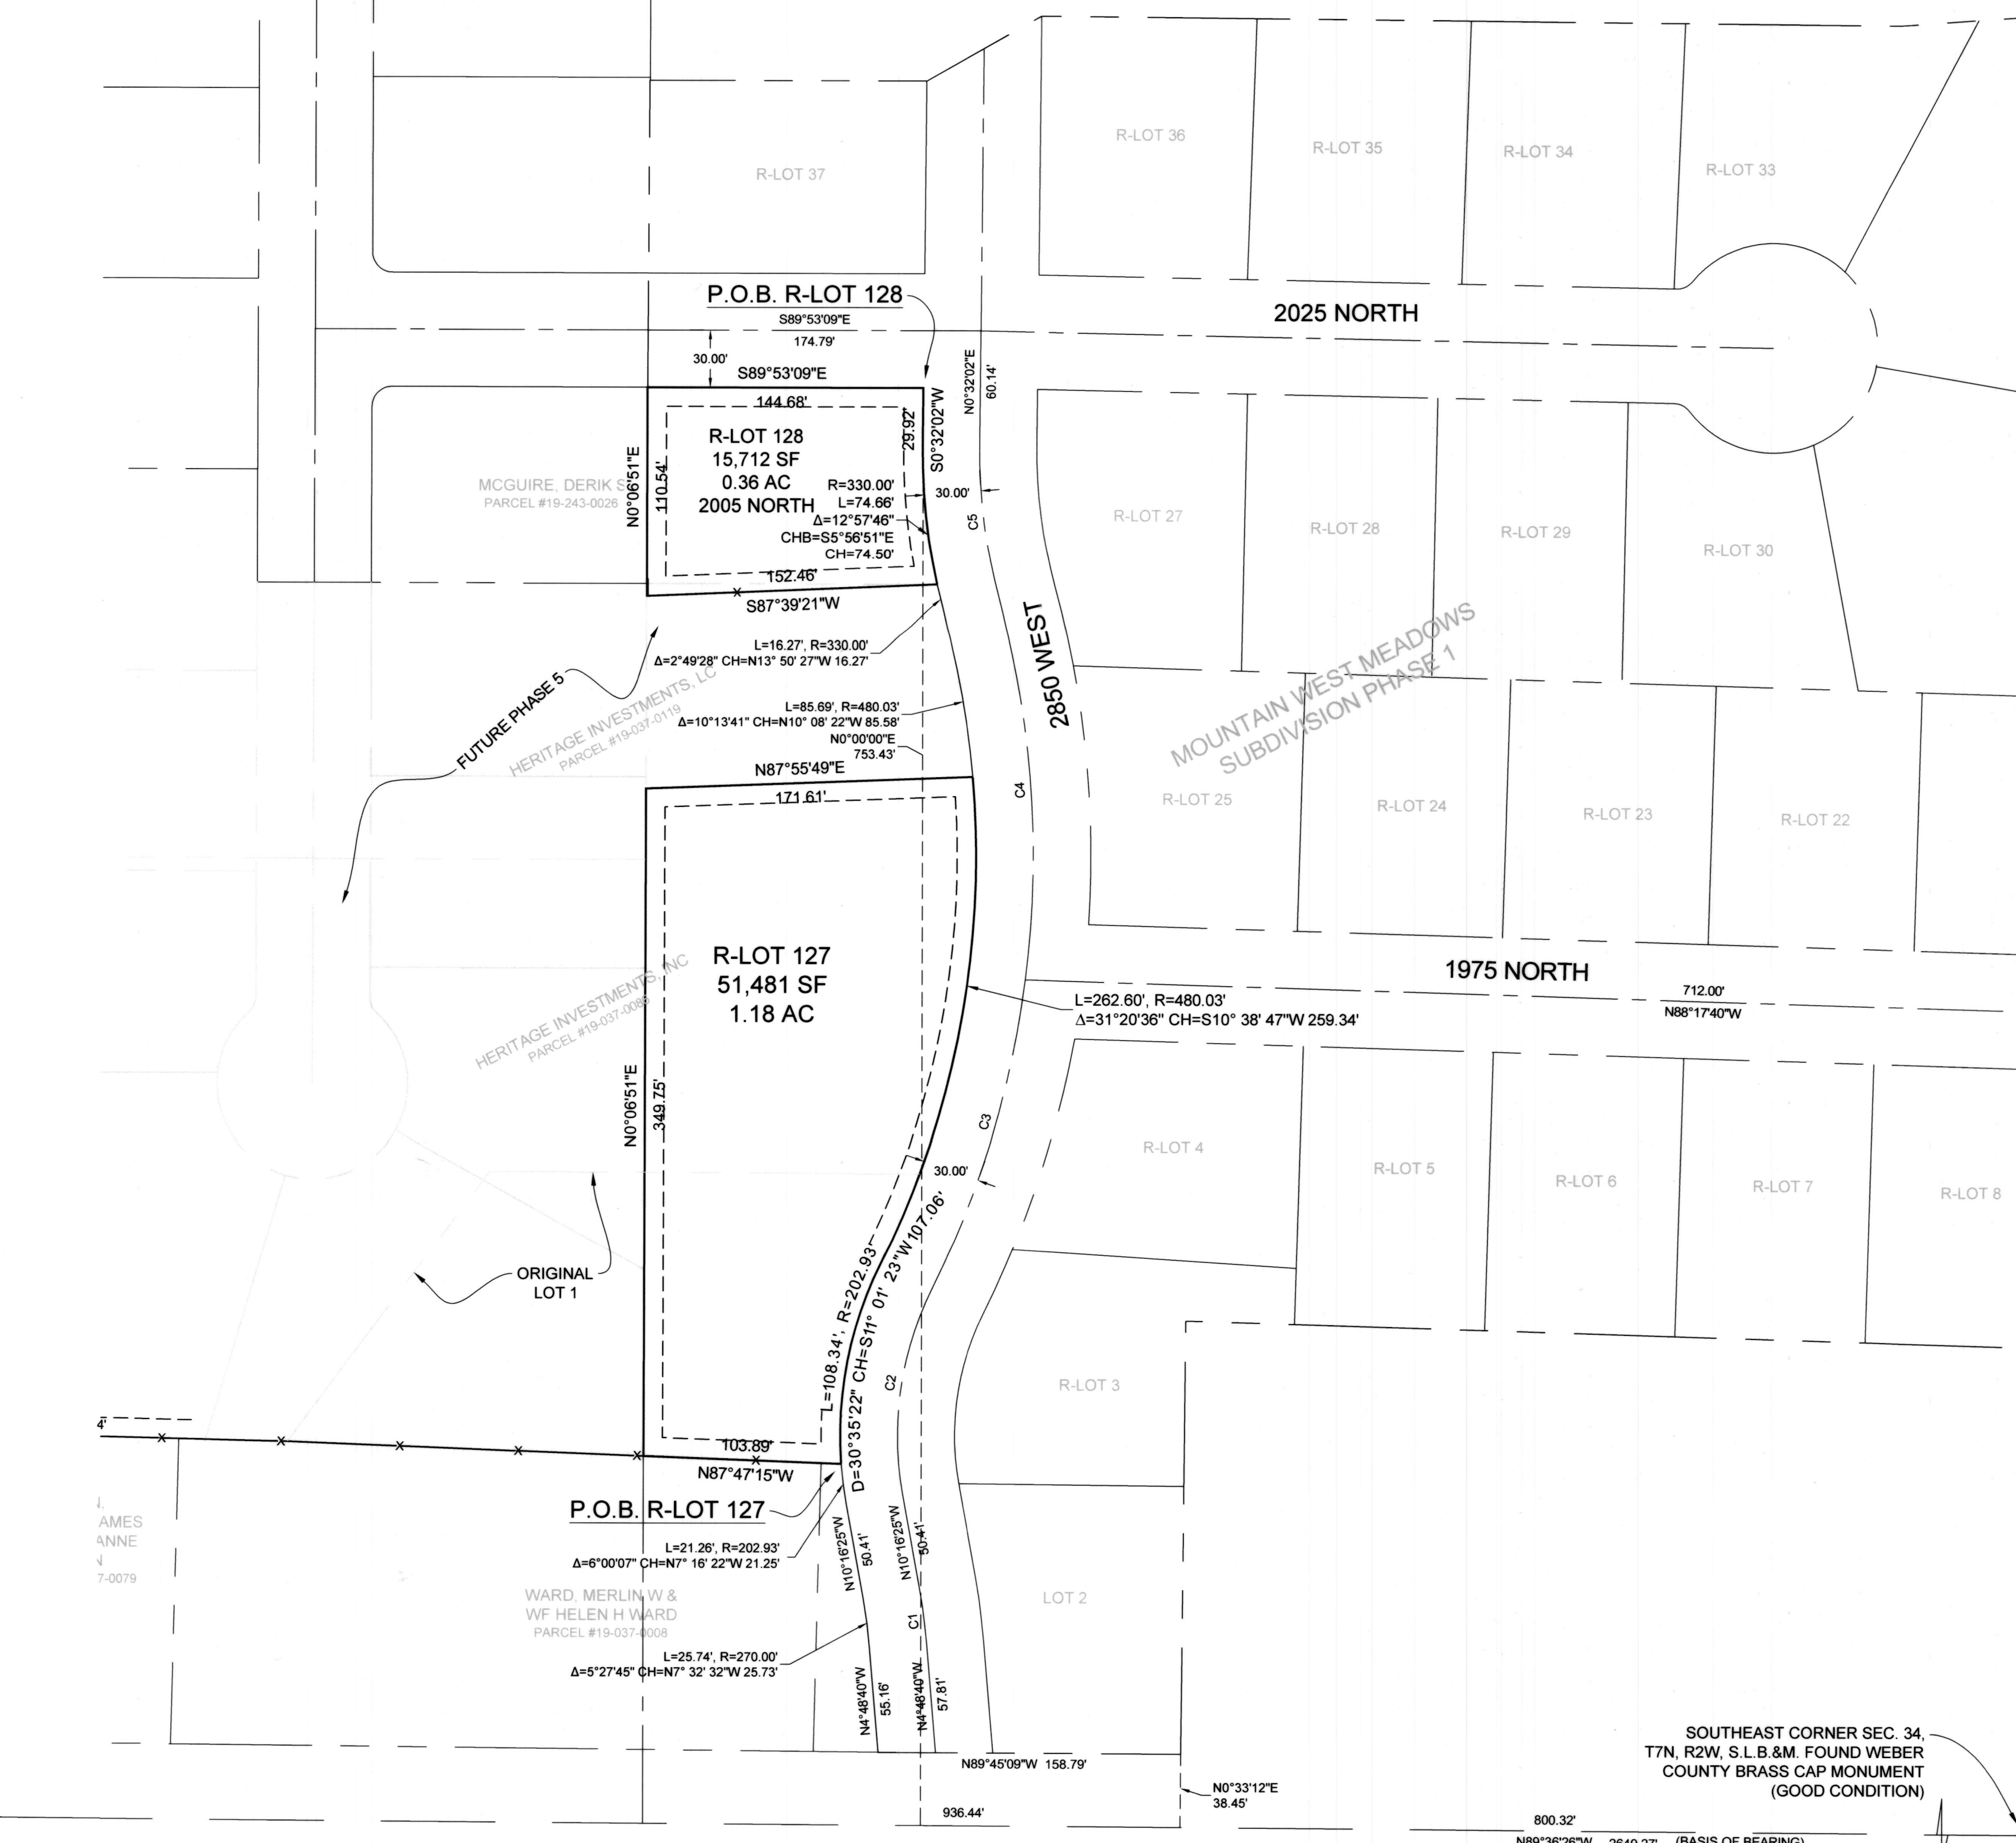 R-LOT 37
R-LOT 36
R-LOT 35
R-LOT 34
R-LOT 33
P.O.B. R-LOT 128
S89°53'09"E
174.79'
30.00'
S89°53'09"E
144.68'
2025 NORTH
N0°32'02"E
60.14'
29.92'
S0°32'02"W
N0°06'51"E
110.54'
R-LOT 128
15,712 SF
0.36 AC
2005 NORTH
R=330.00'
L=74.66'
Δ=12°57'46"
CHB=S5°56'51"E
CH=74.50'
30.00'
C5
152.46'
S87°39'21"W
MCGUIRE, DERIK S
PARCEL #19-243-0026
R-LOT 27
R-LOT 28
R-LOT 29
R-LOT 30
L=16.27', R=330.00'
Δ=2°49'28" CH=N13° 50' 27"W 16.27'
L=85.69', R=480.03'
Δ=10°13'41" CH=N10° 08' 22"W 85.58'
N0°00'00"E
753.43'
FUTURE PHASE 5
HERITAGE INVESTMENTS, LC
PARCEL #19-037-0119
2850 WEST
MOUNTAIN WEST MEADOWS
SUBDIVISION PHASE 1
N87°55'49"E
171.61'
C4
R-LOT 25
R-LOT 24
R-LOT 23
R-LOT 22
R-LOT 127
51,481 SF
1.18 AC
HERITAGE INVESTMENTS, INC
1975 NORTH
712.00'
N88°17'40"W
L=262.60', R=480.03'
Δ=31°20'36" CH=S10° 38' 47"W 259.34'
N0°06'51"E
349.75'
C3
30.00'
R-LOT 4
R-LOT 5
R-LOT 6
R-LOT 7
R-LOT 8
ORIGINAL
LOT 1
L=108.34', R=202.93'
D=30°35'22" CH=S11° 01' 23"W 107.06'
C2
R-LOT 3
4'
103.89'
N87°47'15"W
P.O.B. R-LOT 127
L=21.26', R=202.93'
Δ=6°00'07" CH=N7° 16' 22"W 21.25'
N10°16'25"W
50.41'
N10°16'25"W
50.41'
AMES
ANNE
N
7-0079
WARD, MERLIN W &
WF HELEN H WARD
PARCEL #19-037-0008
LOT 2
C1
L=25.74', R=270.00'
Δ=5°27'45" CH=N7° 32' 32"W 25.73'
N4°48'40"W
55.16'
N4°48'40"W
57.81'
N89°45'09"W 158.79'
N0°33'12"E
38.45'
936.44'
SOUTHEAST CORNER SEC. 34,
T7N, R2W, S.L.B.&M. FOUND WEBER
COUNTY BRASS CAP MONUMENT
(GOOD CONDITION)
800.32'
N89°36'26"W (BASIS OF BEARING)